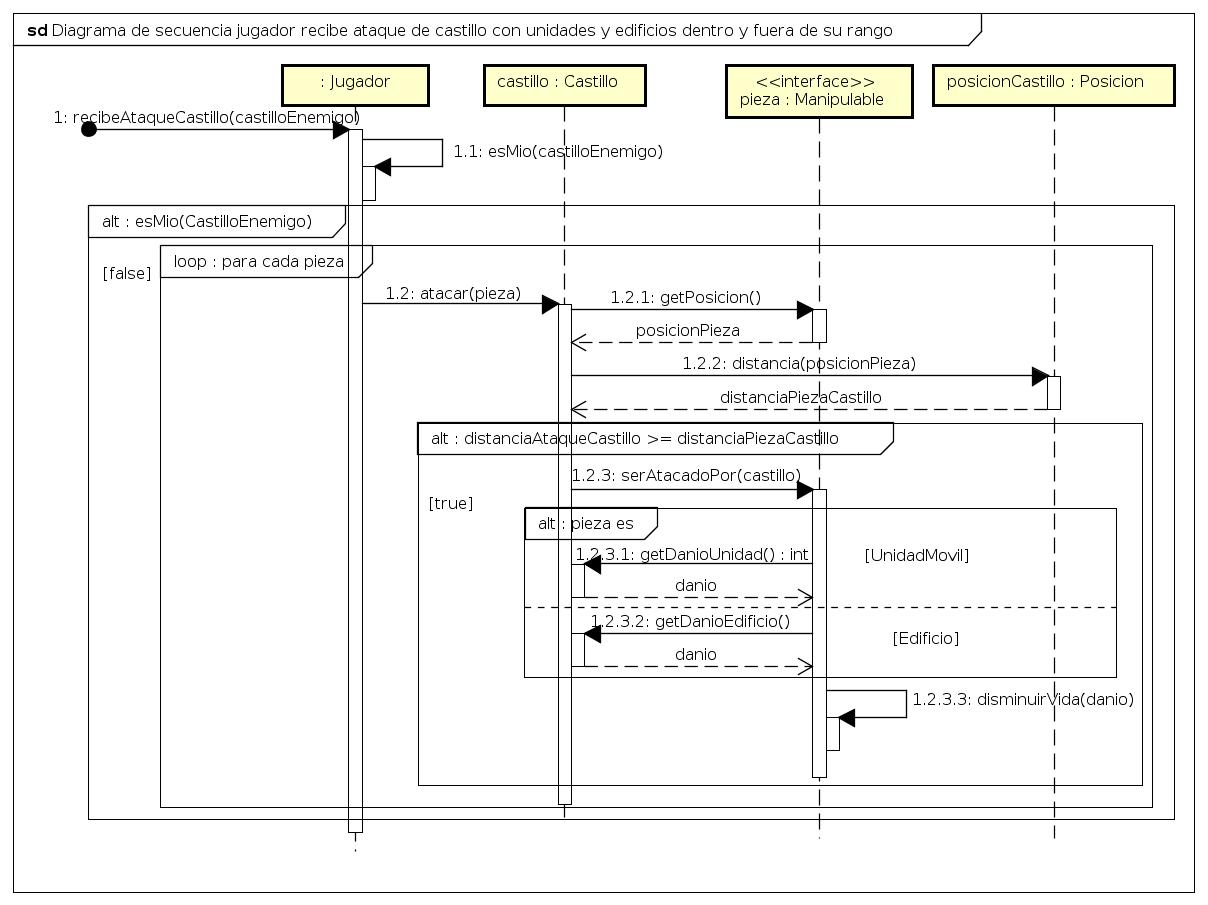 sd Diagrama de secuencia jugador recibe ataque de castillo con unidades y edificios dentro y fuera de su rango
: Jugador
castillo : Castillo
<<interface>>
pieza : Manipulable
posicionCastillo : Posicion
1: recibeAtaqueCastillo(castilloEnemigo)
1.1: esMio(castilloEnemigo)
alt : esMio(CastilloEnemigo)
[false]
loop : para cada pieza
1.2: atacar(pieza)
1.2.1: getPosicion()
posicionPieza
1.2.2: distancia(posicionPieza)
distanciaPiezaCastillo
alt : distanciaAtaqueCastillo >= distanciaPiezaCastillo
[true]
1.2.3: serAtacadoPor(castillo)
alt : pieza es
1.2.3.1: getDanioUnidad() : int
[UnidadMovil]
danio
1.2.3.2: getDanioEdificio()
[Edificio]
danio
1.2.3.3: disminuirVida(danio)